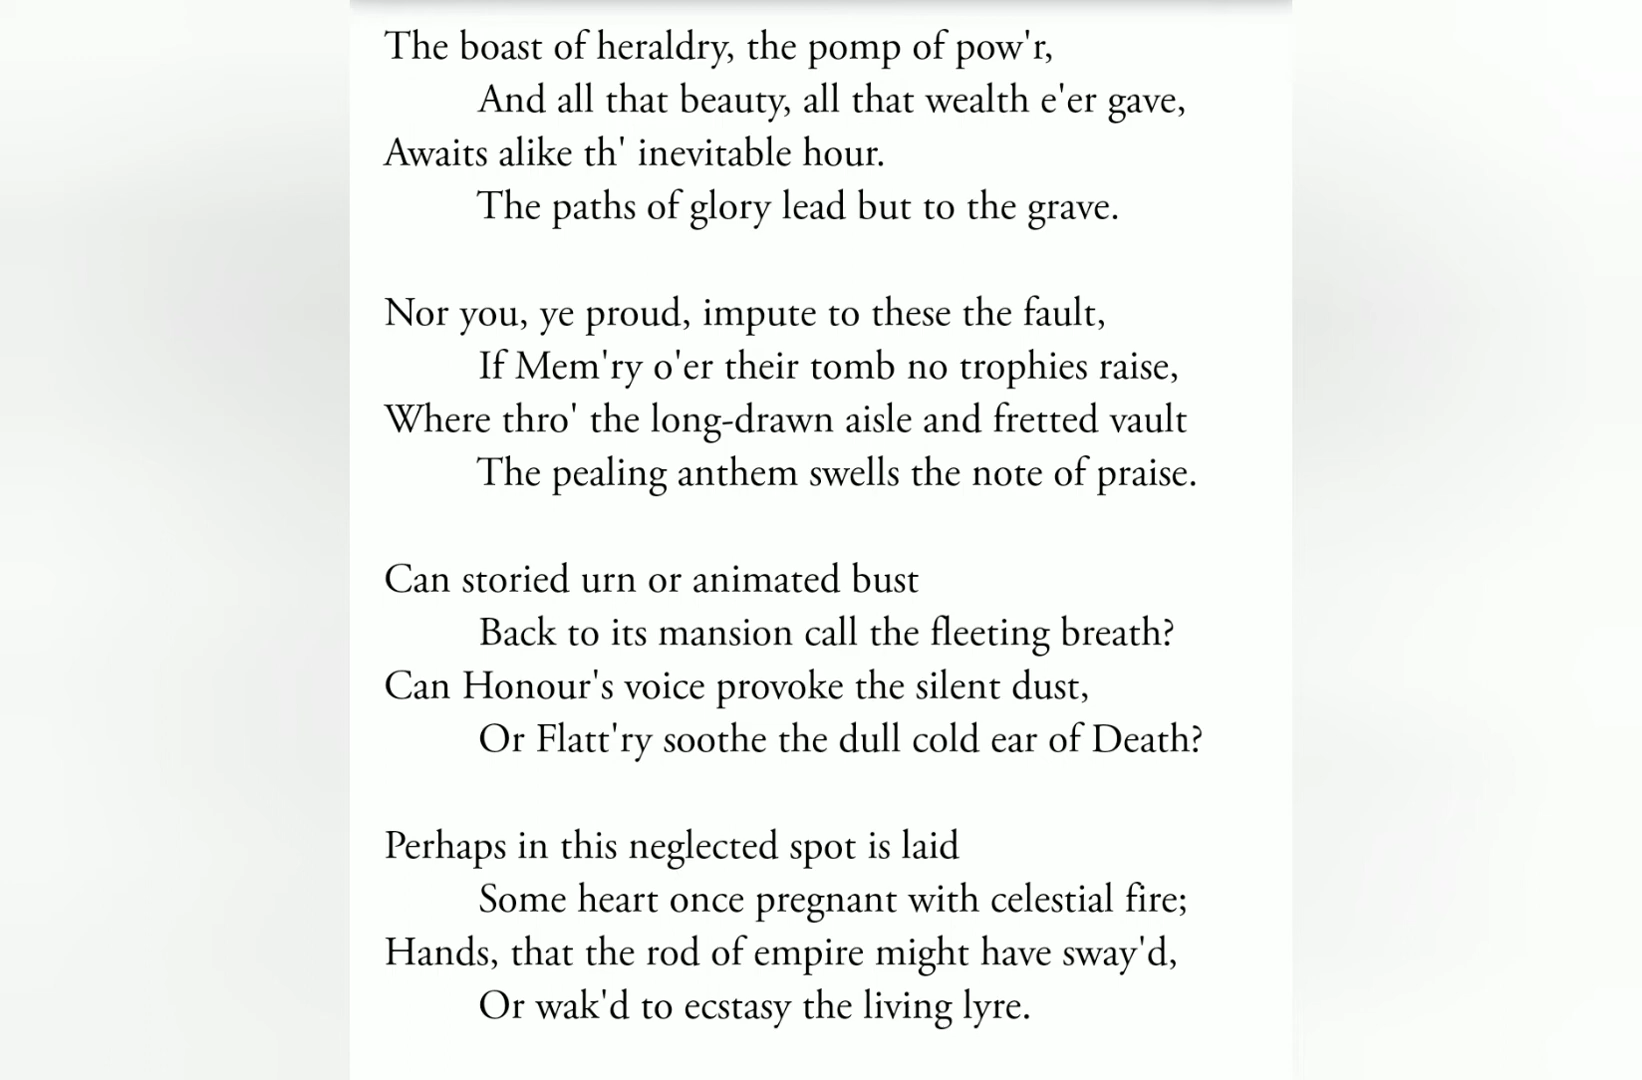 The boast of heraldry, the pomp of pow'r,
And all that beauty, all that wealth e'er gave,
Awaits alike th' inevitable hour.
The paths of glory lead but to the grave.
Nor you, ye proud, impute to these the fault,
If Mem'ry o'er their tomb no trophies raise,
Where thro' the long-drawn aisle and fretted vault
The pealing anthem swells the note of praise.
Can storied urn or animated bust
Back to its mansion call the fleeting breath?
Can Honour's voice provoke the silent dust,
Or Flatt'ry soothe the dull cold ear of Death?
Perhaps in this neglected spot is laid
Some heart once pregnant with celestial fire;
Hands, that the rod of empire might have sway'd,
Or wak'd to ecstasy the living lyre.